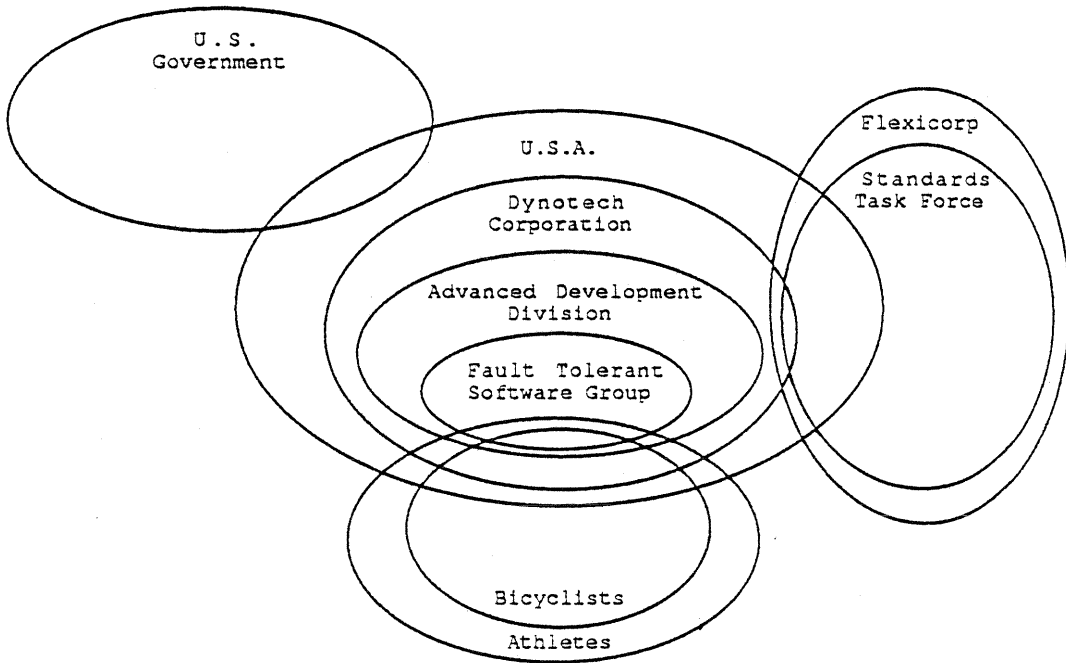 U.S.
Government
U.S.A.
Flexicorp
Standards
Task Force
Dynotech
Corporation
Advanced Development
Division
Fault Tolerant
Software Group
Bicyclists
Athletes